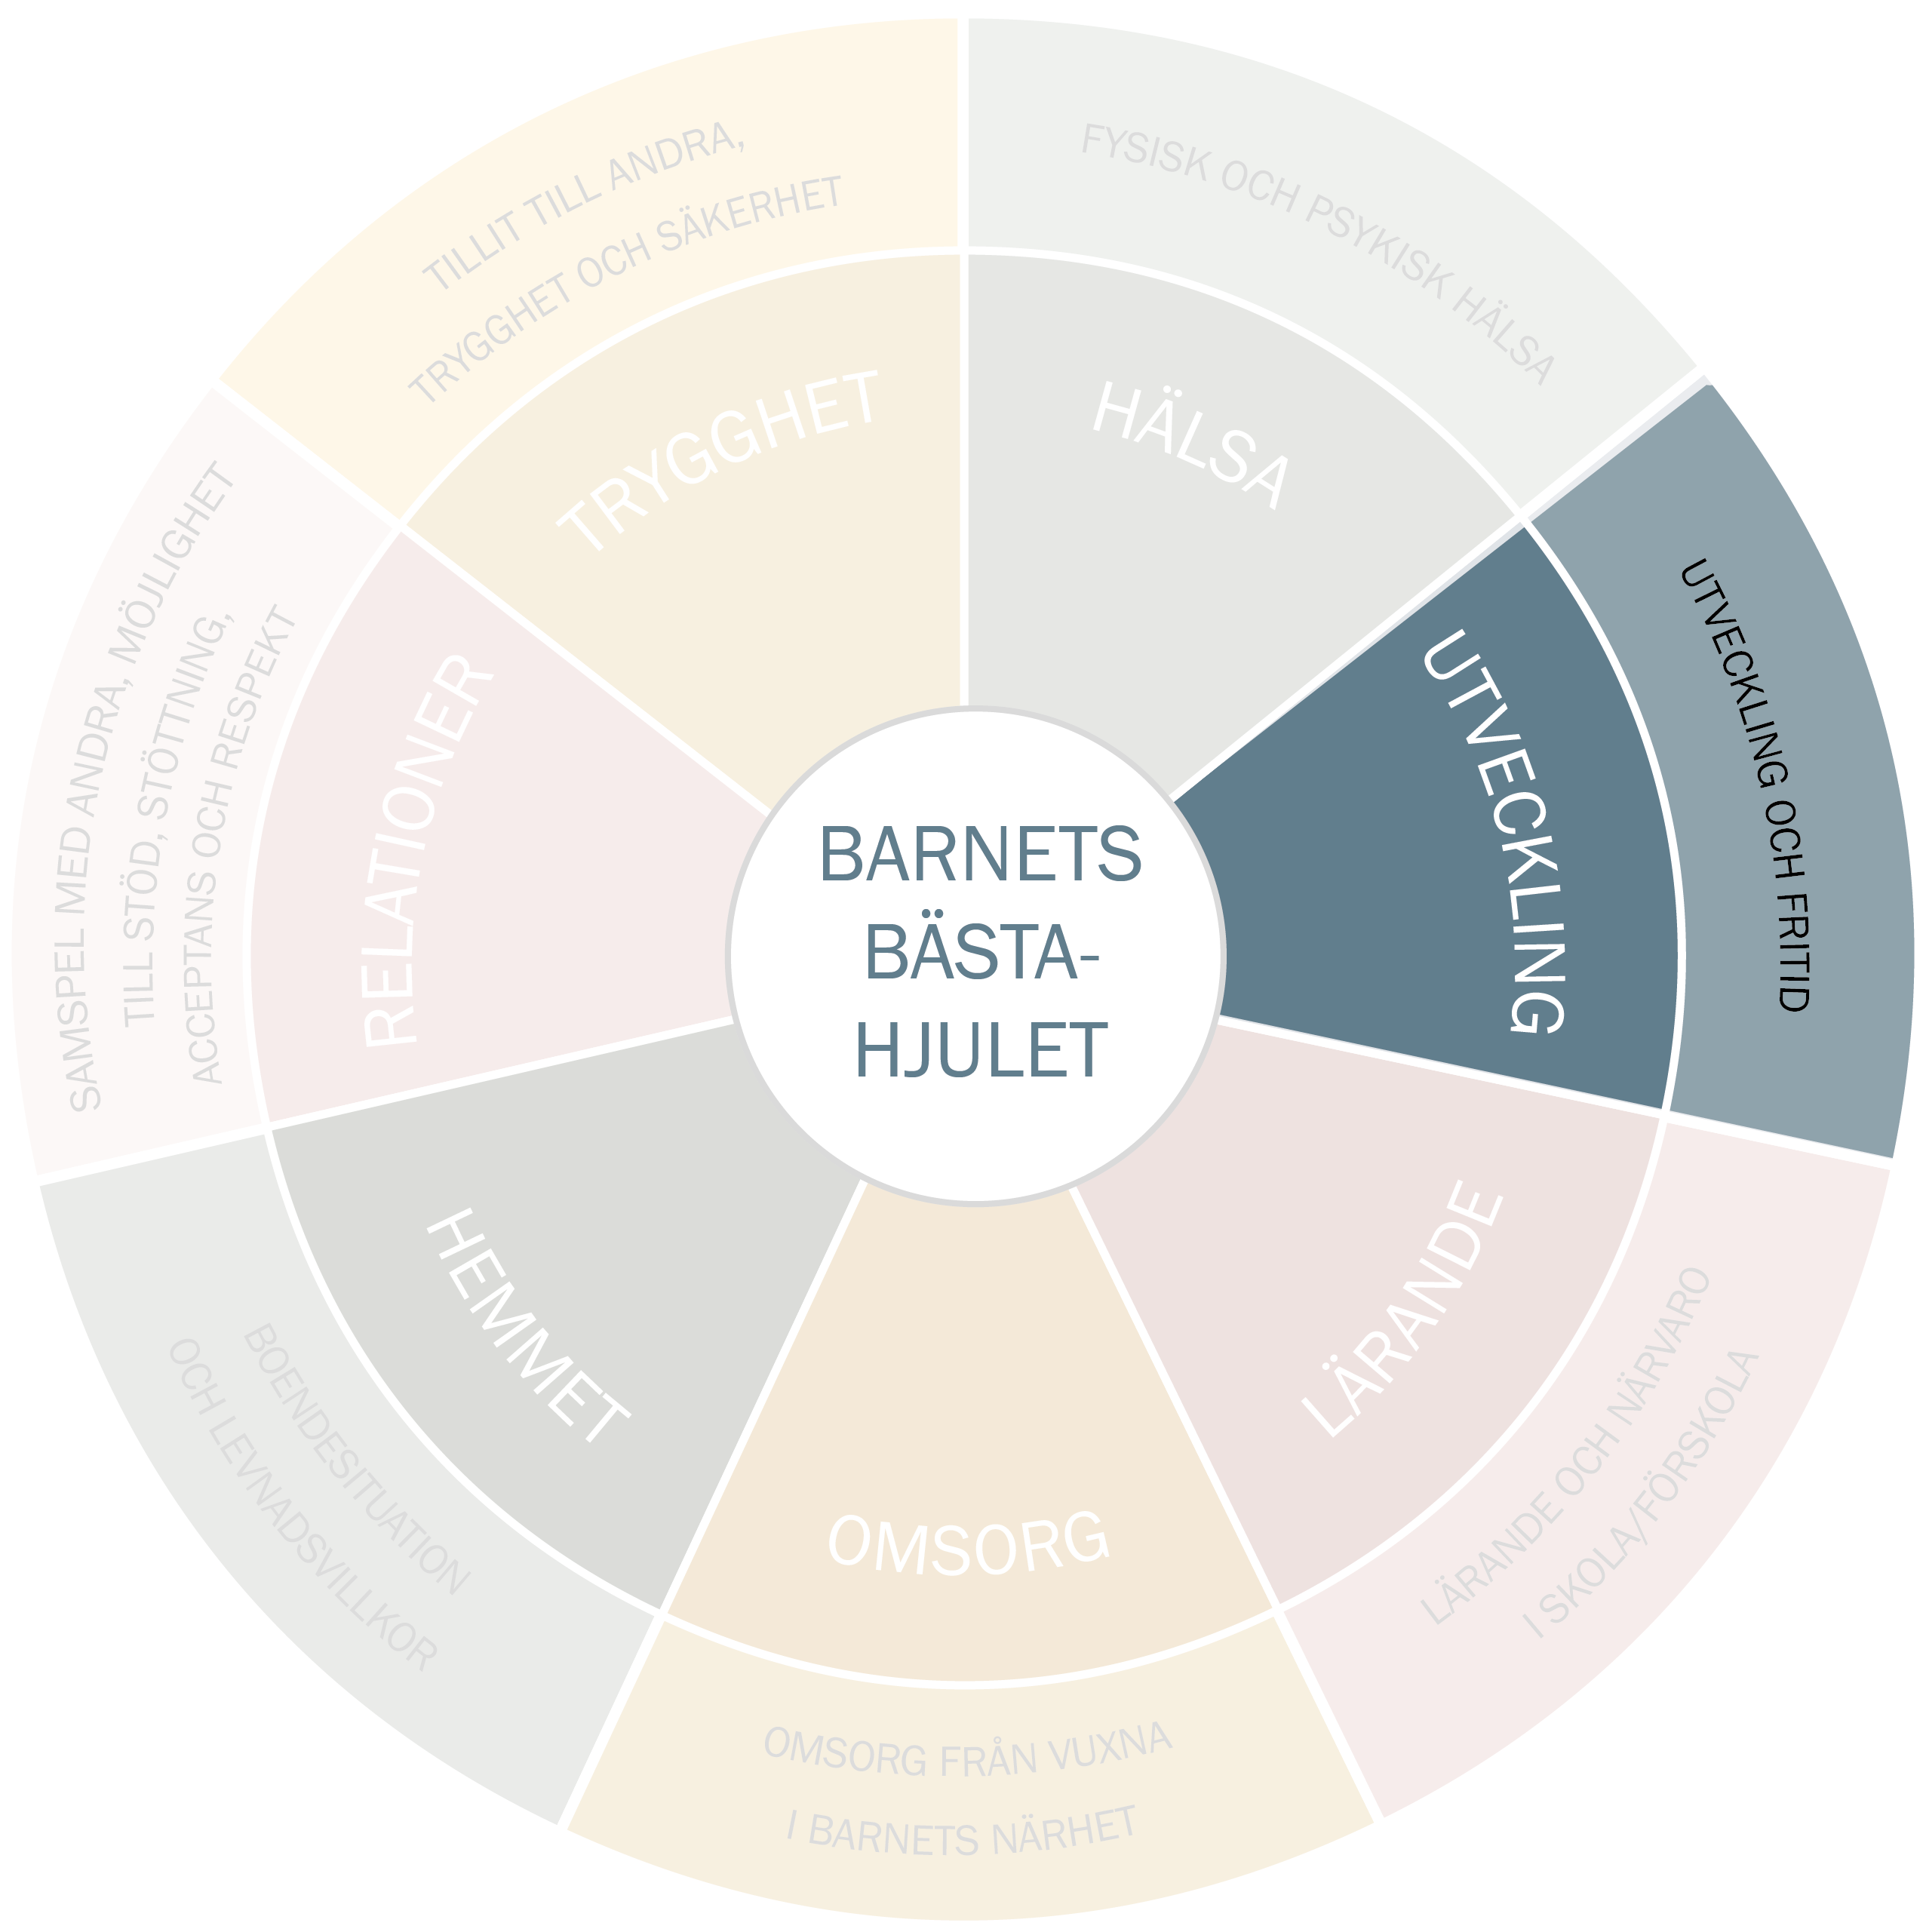 BARNETS
BÄSTA-
HJULET
HÄLSA
FYSISK OCH PSYKISK HÄLSA
UTVECKLING
UTVECKLING OCH FRITID
LÄRANDE
LÄRANDE OCH NÄRVARO
I SKOLA/FÖRSKOLA
OMSORG
OMSORG FRÅN VUXNA
I BARNETS NÄRHET
HEMMET
BOENDESITUATION
OCH LEVNADSVILLKOR
RELATIONER
SAMSPEL MED ANDRA, MÖJLIGHET
TILL STÖD, STÖTTNING,
ACCEPTANS OCH RESPEKT
TRYGGHET
TILLIT TILL ANDRA,
TRYGGHET OCH SÄKERHET